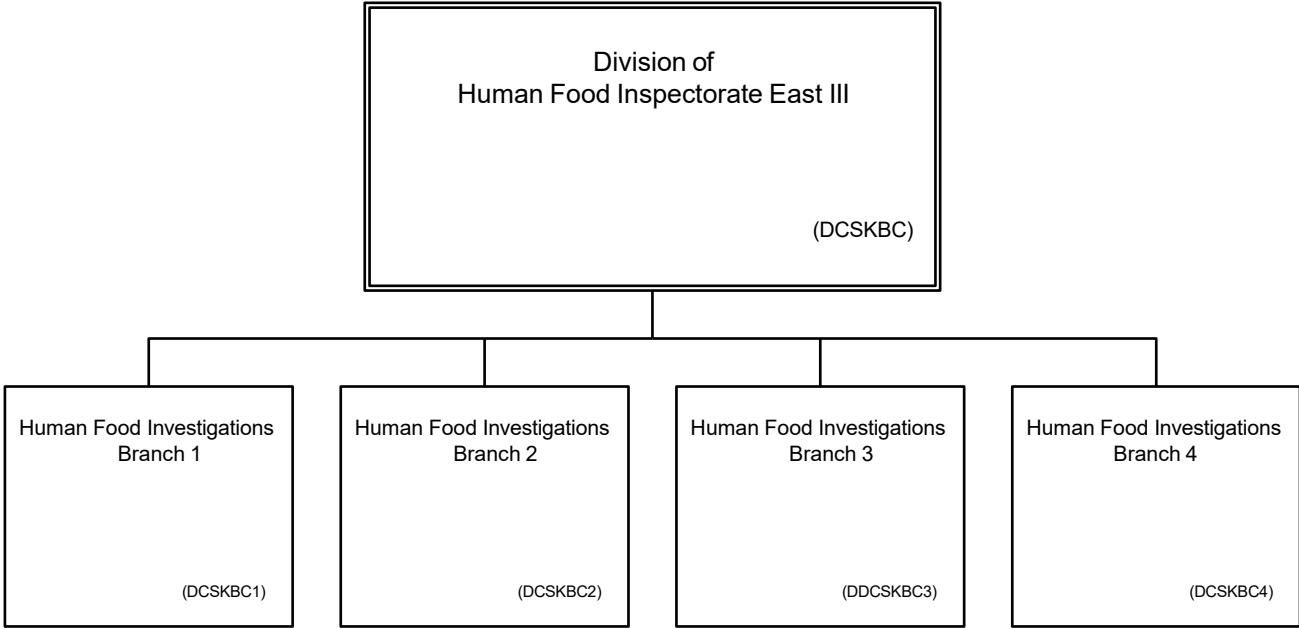 Division of
Human Food Inspectorate East III
(DCSKBC)
Human Food Investigations
Branch 1
(DCSKBC1)
Human Food Investigations
Branch 2
(DCSKBC2)
Human Food Investigations
Branch 3
(DDCSKBC3)
Human Food Investigations
Branch 4
(DCSKBC4)